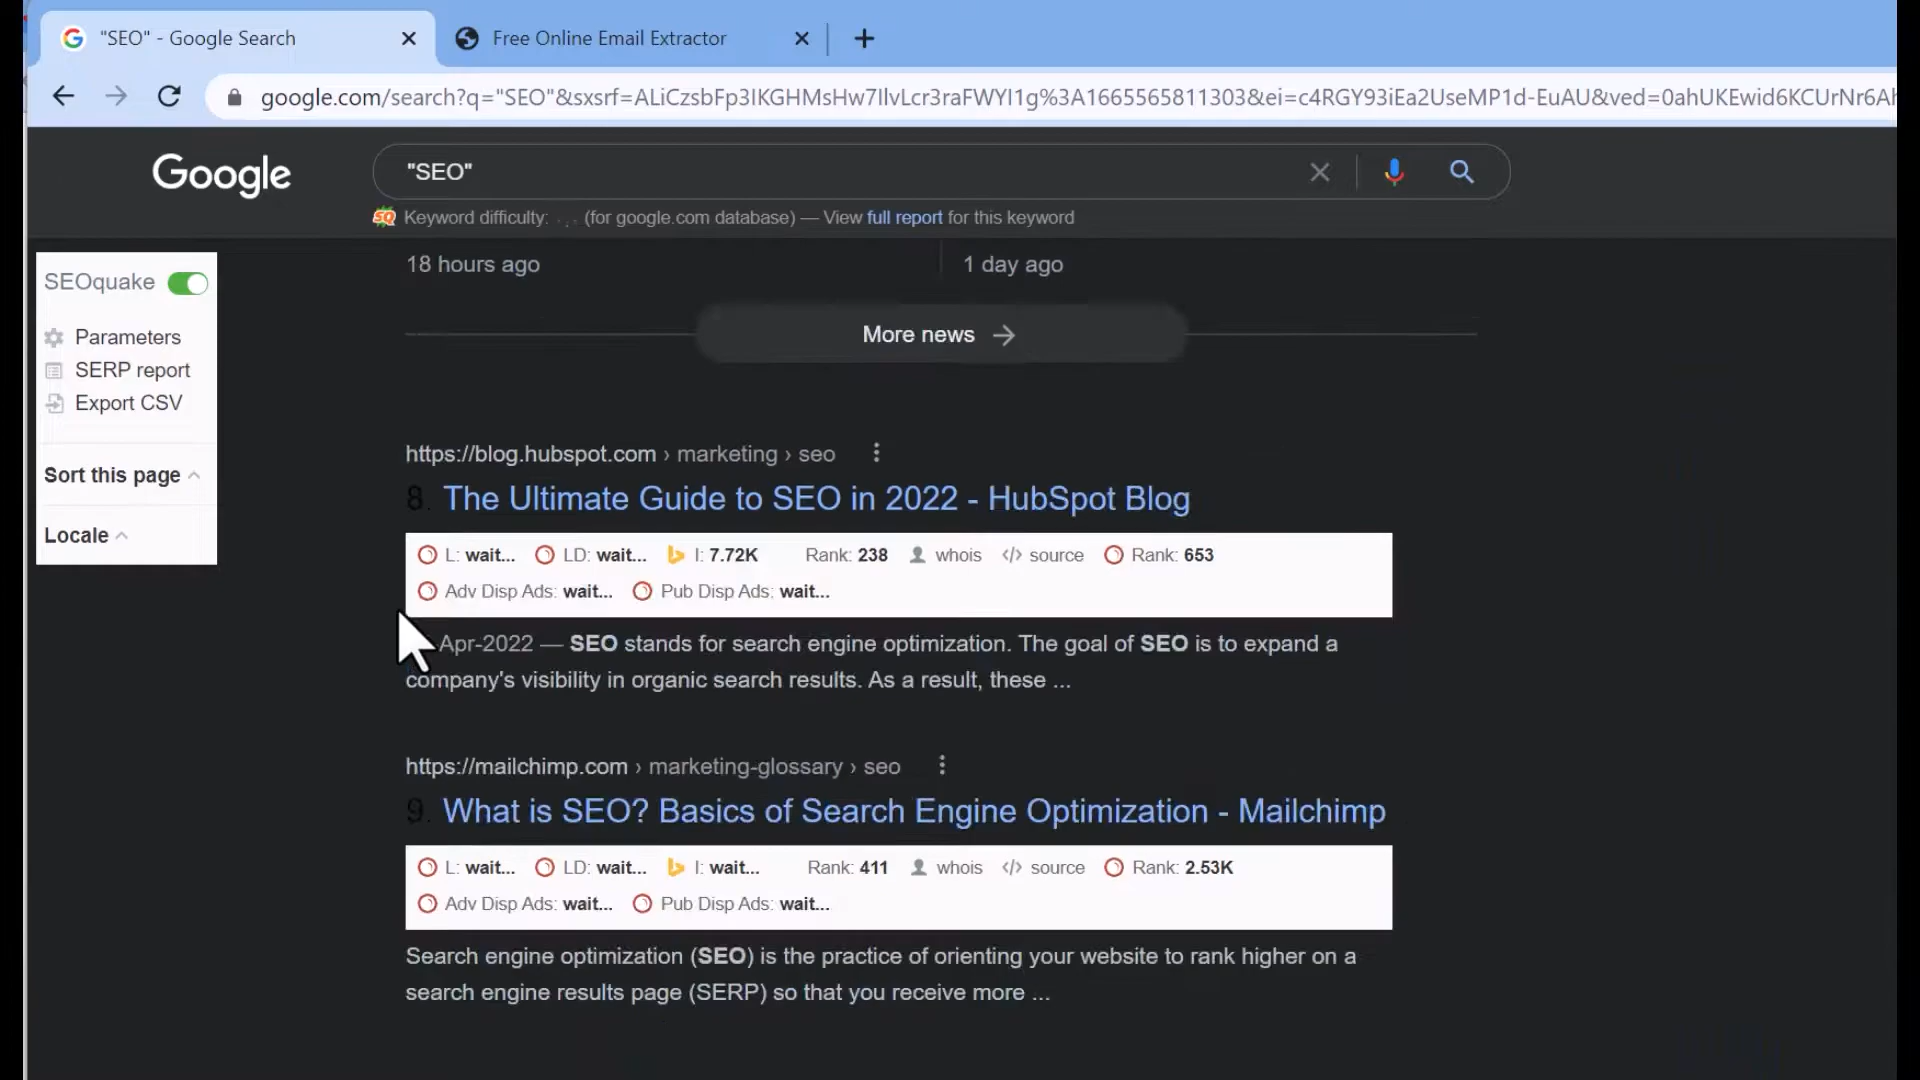 "SEO" - Google Search
Free Online Email Extractor
google.com/search?q="SEO"&sxsrf=ALiCzsbFp3IKGHMsHw7IlvLcr3raFWYI1g%3A1665565811303&ei=c4RGY93iEa2UseMP1d-EuAU&ved=0ahUKEwid6KCUrNr6Ah
Google
"SEO"
SQ Keyword difficulty: ... (for google.com database) — View full report for this keyword
SEOquake
Parameters
SERP report
Export CSV
Sort this page
Locale
18 hours ago
1 day ago
More news
https://blog.hubspot.com › marketing › seo
8. The Ultimate Guide to SEO in 2022 - HubSpot Blog
L: wait... LD: wait... I: 7.72K Rank: 238 whois </> source Rank: 653
Adv Disp Ads: wait... Pub Disp Ads: wait...
Apr-2022 — SEO stands for search engine optimization. The goal of SEO is to expand a
company's visibility in organic search results. As a result, these ...
https://mailchimp.com › marketing-glossary › seo
9. What is SEO? Basics of Search Engine Optimization - Mailchimp
L: wait... LD: wait... I: wait... Rank: 411 whois </> source Rank: 2.53K
Adv Disp Ads: wait... Pub Disp Ads: wait...
Search engine optimization (SEO) is the practice of orienting your website to rank higher on a
search engine results page (SERP) so that you receive more ...